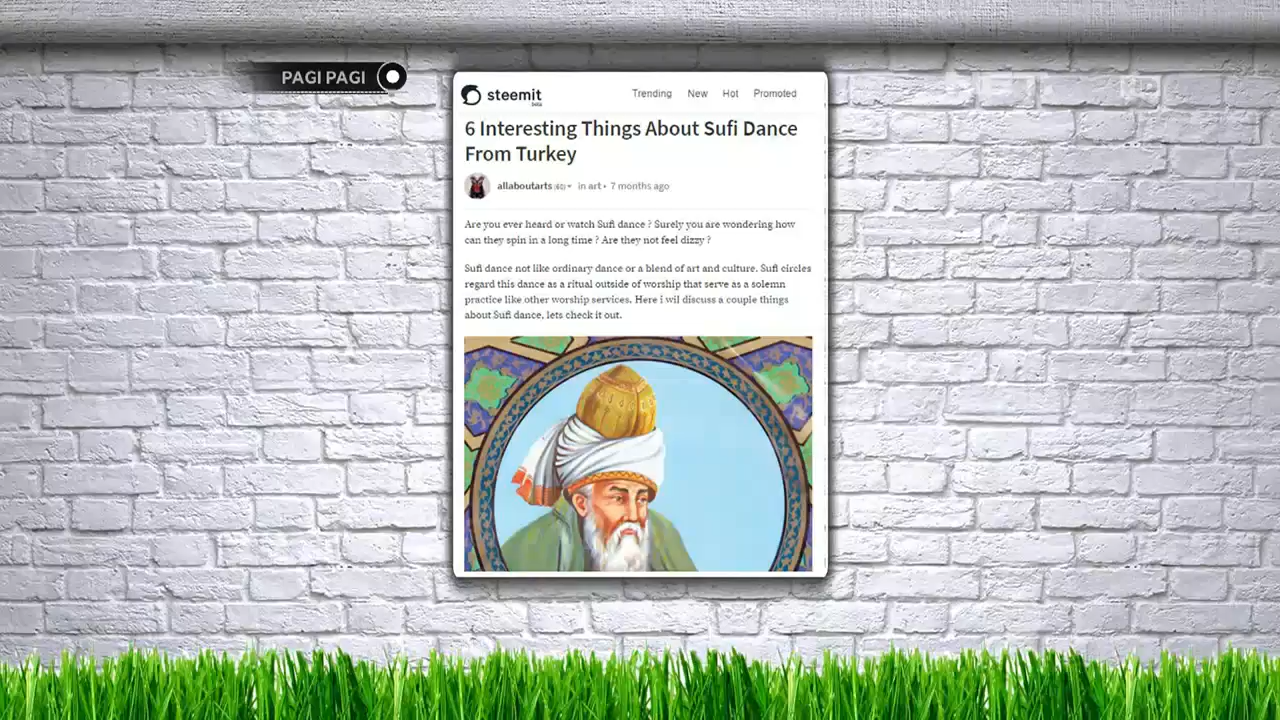 PAGI PAGI
steemit
beta
Trending New Hot Promoted
6 Interesting Things About Sufi Dance
From Turkey
allaboutarts in art • 7 months ago
Are you ever heard or watch Sufi dance ? Surely you are wondering how
can they spin in a long time ? Are they not feel dizzy ?
Sufi dance not like ordinary dance or a blend of art and culture. Sufi circles
regard this dance as a ritual outside of worship that serve as a solemn
practice like other worship services. Here i wil discuss a couple things
about Sufi dance, lets check it out.